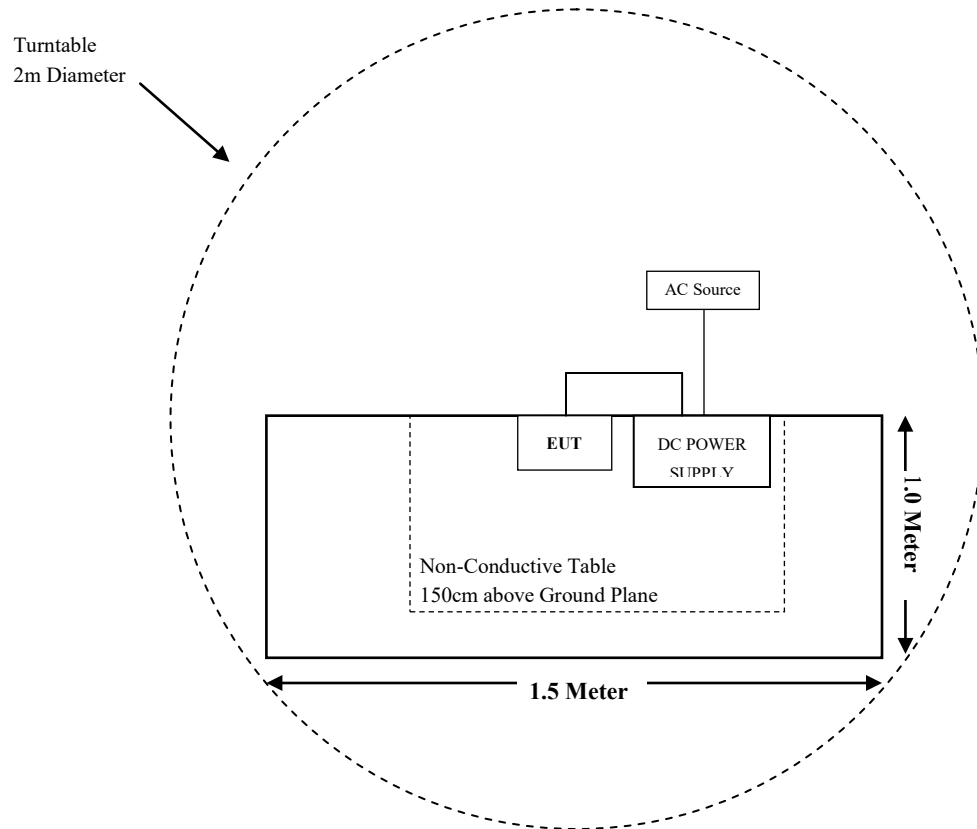 Turntable
2m Diameter
AC Source
EUT
DC POWER
SUPPLY
Non-Conductive Table
150cm above Ground Plane
1.0 Meter
1.5 Meter